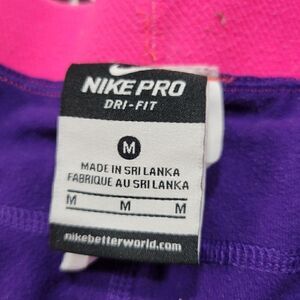 NIKE PRO
DRI-FIT
M
MADE IN SRI LANKA
FABRIQUE AU SRI LANKA
M M M
nikebetterworld.com